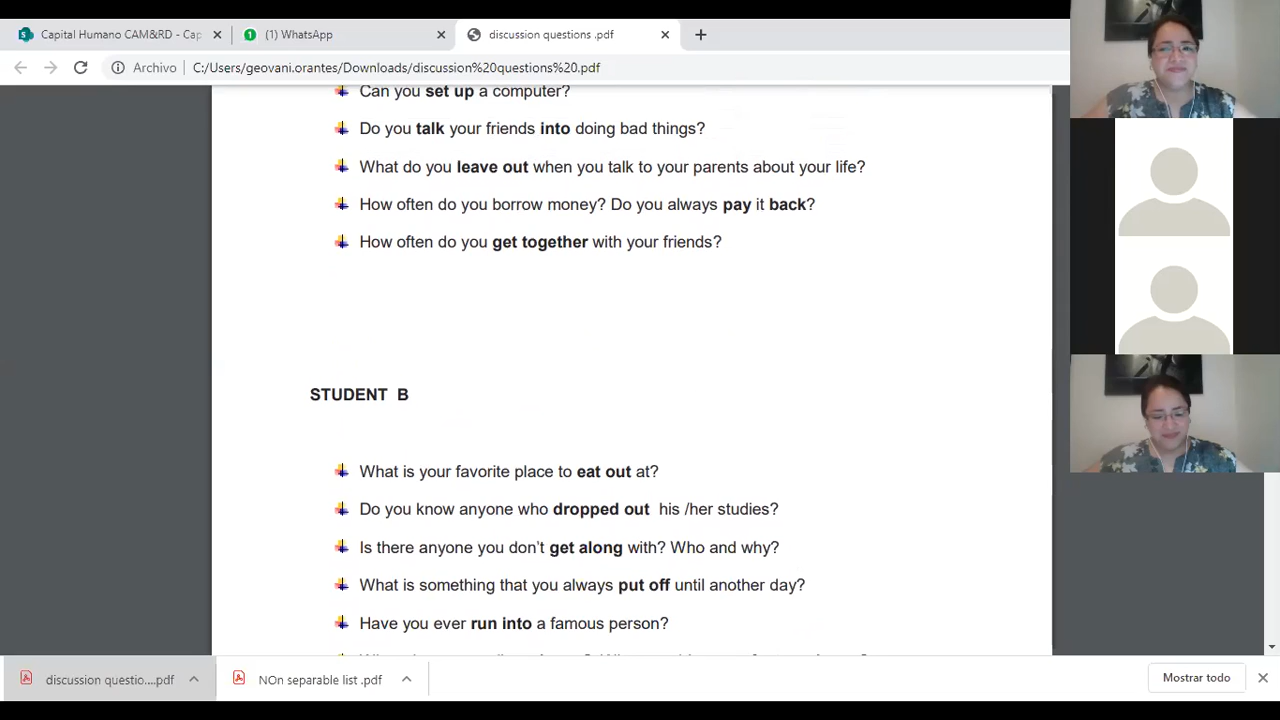 Capital Humano CAM&RD - Cap
(1) WhatsApp
discussion questions .pdf
Archivo
C:/Users/geovani.orantes/Downloads/discussion%20questions%20.pdf
Can you set up a computer?
Do you talk your friends into doing bad things?
What do you leave out when you talk to your parents about your life?
How often do you borrow money? Do you always pay it back?
How often do you get together with your friends?
STUDENT B
What is your favorite place to eat out at?
Do you know anyone who dropped out his /her studies?
Is there anyone you don't get along with? Who and why?
What is something that you always put off until another day?
Have you ever run into a famous person?
discussion questio....pdf
NOn separable list .pdf
Mostrar todo